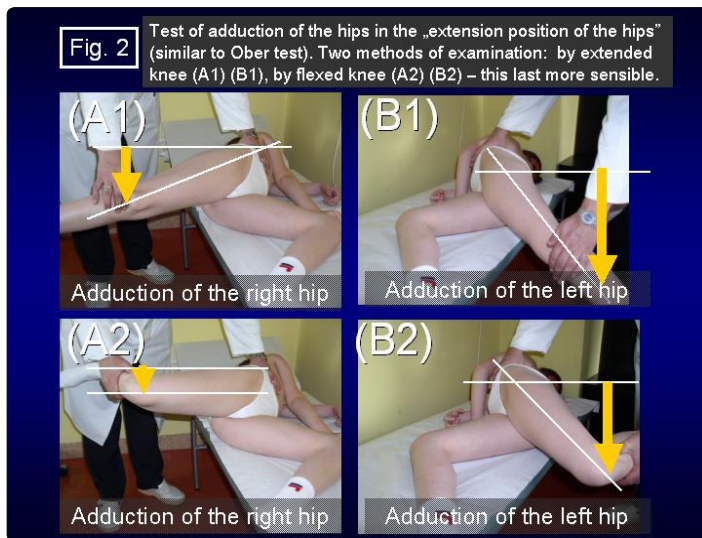 Fig. 2
Test of adduction of the hips in the „extension position of the hips”
(similar to Ober test). Two methods of examination: by extended
knee (A1) (B1), by flexed knee (A2) (B2) – this last more sensible.
(A1)
(B1)
Adduction of the right hip
Adduction of the left hip
(A2)
(B2)
Adduction of the right hip
Adduction of the left hip